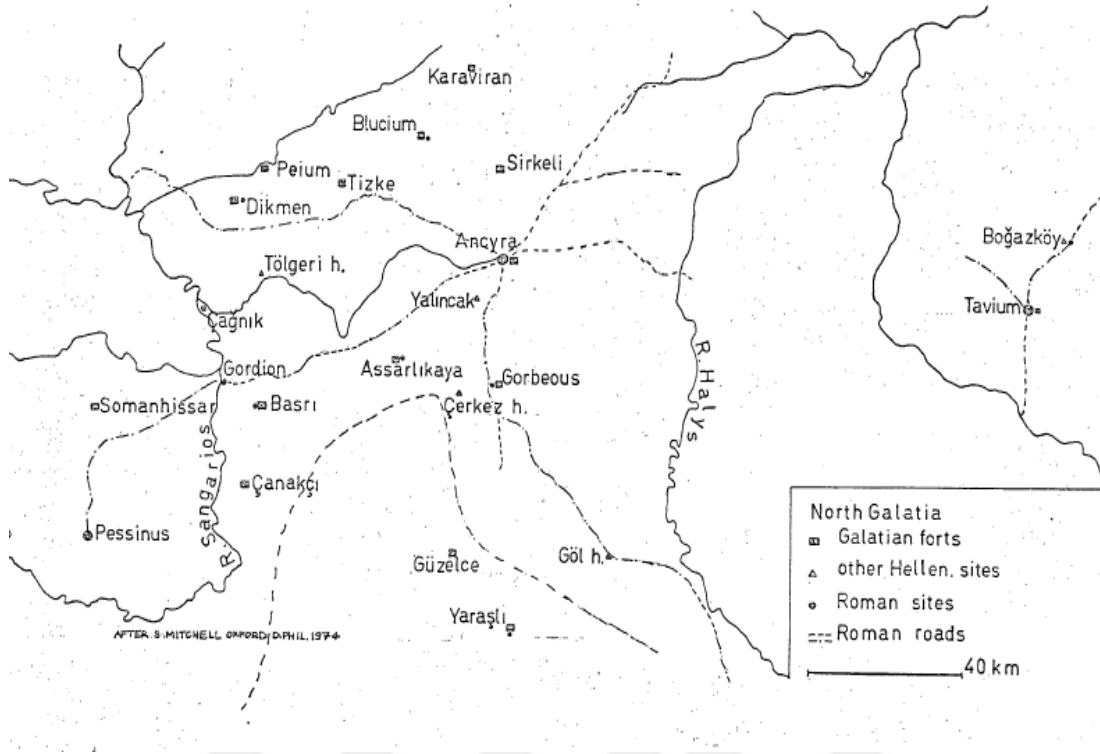 Karaviran
Blucium
Sirkeli
Peium
Tizke
Dikmen
Ancyra
Boğazköy
Tölgeri h.
Yalıncak
Tavium
Çağnık
Gordion
Assarlıkaya
Gorbeous
R. Halys
Somanhissar
Basrı
Çerkez h.
R. Sangarios
Çanakçı
Pessinus
Güzelce
Göl h.
Yaraşlı
AFTER. S. MITCHELL OXFORD, D.PHIL. 1974
North Galatia
Galatian forts
other Hellen. sites
Roman sites
Roman roads
40 km